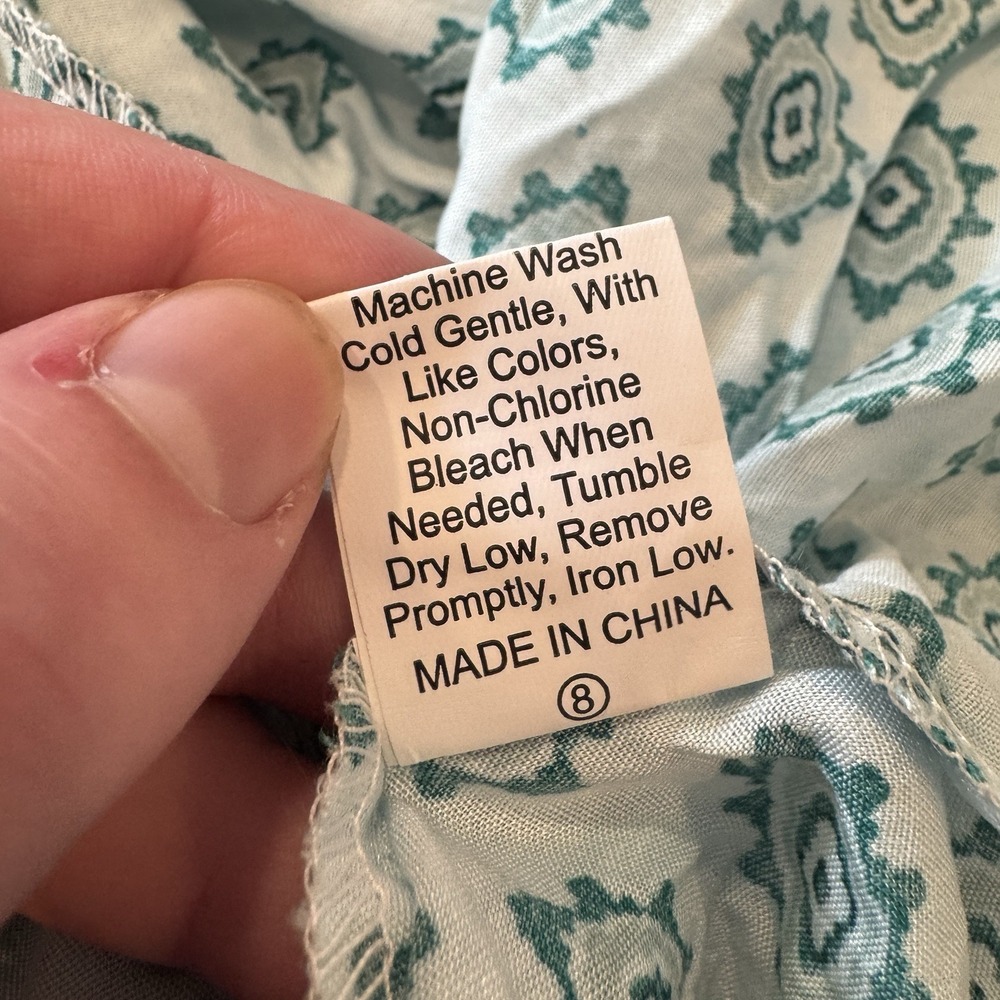 Machine Wash
Cold Gentle, With
Like Colors,
Non-Chlorine
Bleach When
Needed, Tumble
Dry Low, Remove
Promptly, Iron Low.
MADE IN CHINA
8